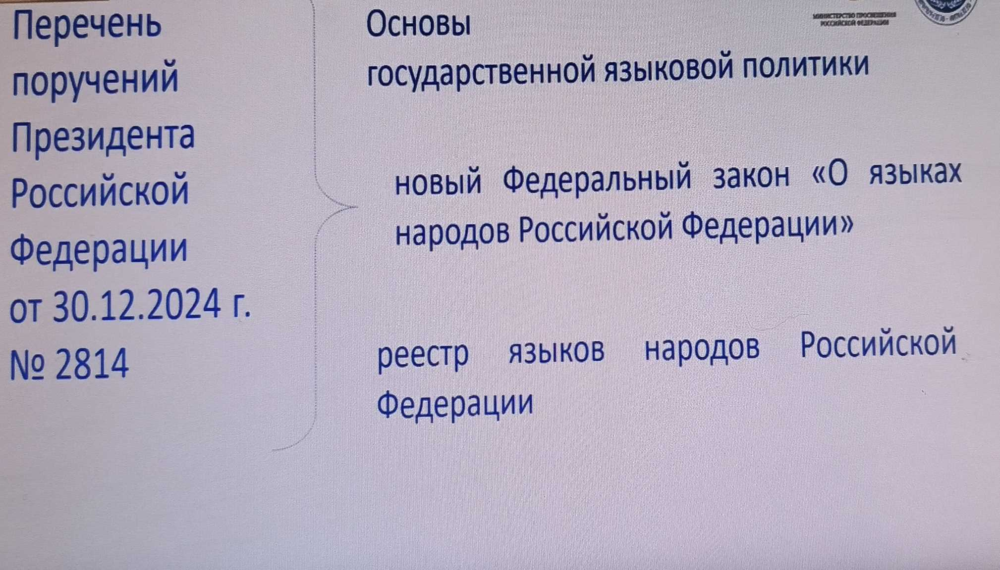 Перечень
поручений
Президента
Российской
Федерации
от 30.12.2024 г.
№ 2814
Основы
государственной языковой политики
новый Федеральный закон «О языках
народов Российской Федерации»
реестр языков народов Российской
Федерации
МИНИСТЕРСТВО ПРОСВЕЩЕНИЯ
РОССИЙСКОЙ ФЕДЕРАЦИИ